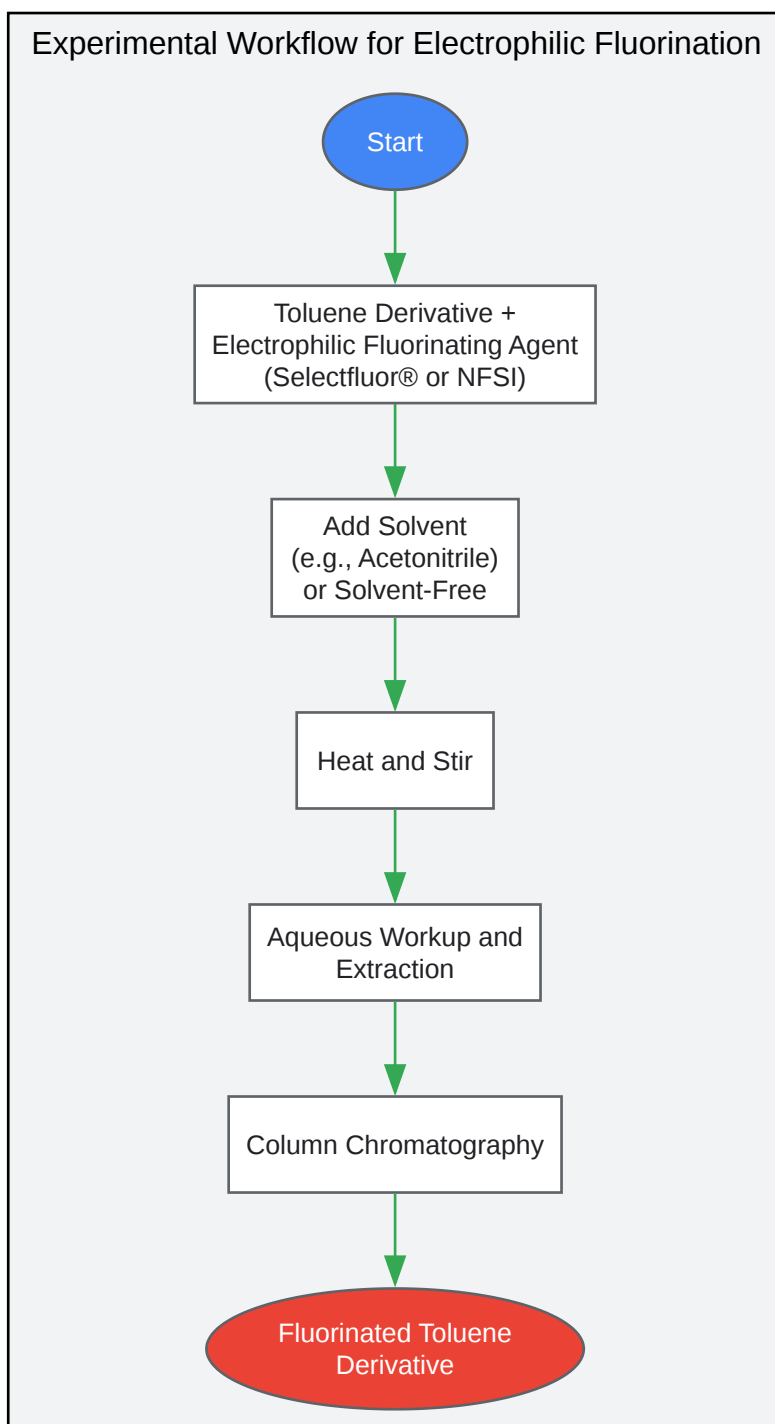 Experimental Workflow for Electrophilic Fluorination
Start
Toluene Derivative +
Electrophilic Fluorinating Agent
(Selectfluor® or NFSI)
Add Solvent
(e.g., Acetonitrile)
or Solvent-Free
Heat and Stir
Aqueous Workup and
Extraction
Column Chromatography
Fluorinated Toluene
Derivative